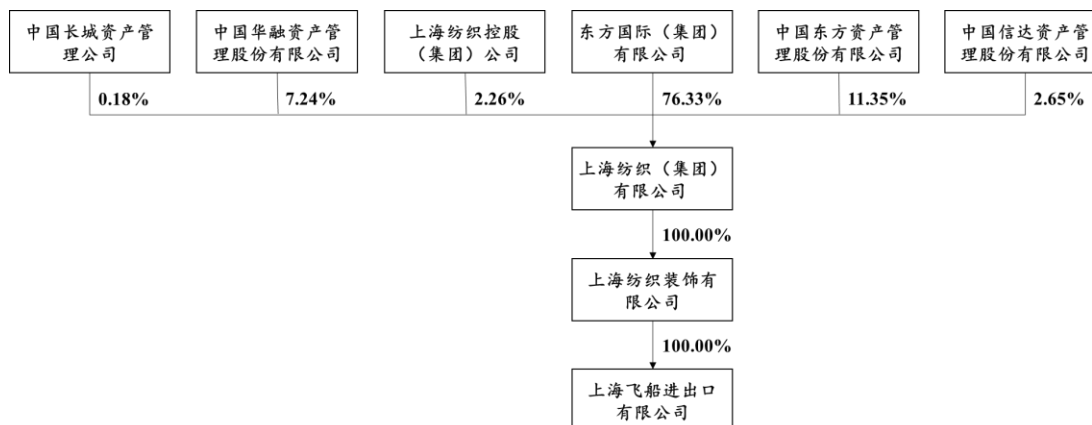 中国长城资产管
理公司
中国华融资产管
理股份有限公司
上海纺织控股
（集团）公司
东方国际（集团）
有限公司
中国东方资产管
理股份有限公司
中国信达资产管
理股份有限公司
0.18%
7.24%
2.26%
76.33%
11.35%
2.65%
上海纺织（集团）
有限公司
100.00%
上海纺织装饰有
限公司
100.00%
上海飞船进出口
有限公司